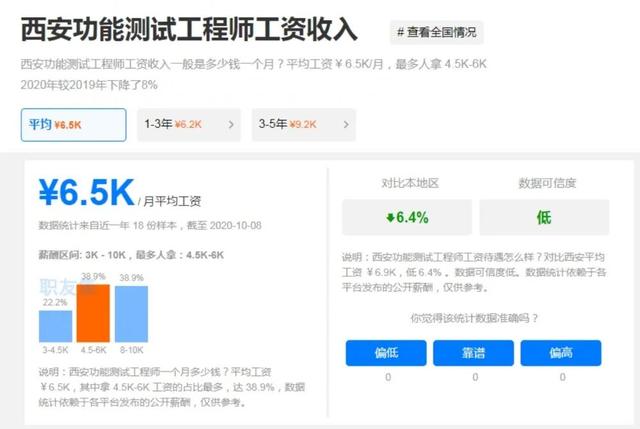 西安功能测试工程师工资收入
# 查看全国情况
西安功能测试工程师工资收入一般是多少钱一个月？平均工资￥6.5K/月，最多人拿 4.5K-6K
2020年较2019年下降了8%
平均 ¥6.5K
1-3年 ¥6.2K
3-5年 ¥9.2K
¥6.5K / 月平均工资
数据统计来自近一年 18 份样本，截至 2020-10-08
薪酬区间: 3K - 10K，最多人拿：4.5K-6K
职友
22.2%
38.9%
38.9%
3-4.5K
4.5-6K
8-10K
说明：西安功能测试工程师一个月多少钱？平均工资
￥6.5K，其中拿 4.5K-6K 工资的占比最多，达 38.9%，数据
统计依赖于各平台发布的公开薪酬，仅供参考。
对比本地区
数据可信度
6.4%
低
说明：西安功能测试工程师工资待遇怎么样？对比西安平均
工资 ￥6.9K，低 6.4% 。数据可信度低。数据统计依赖于各
平台发布的公开薪酬，仅供参考。
你觉得该统计数据准确吗？
偏低
靠谱
偏高
0
0
0